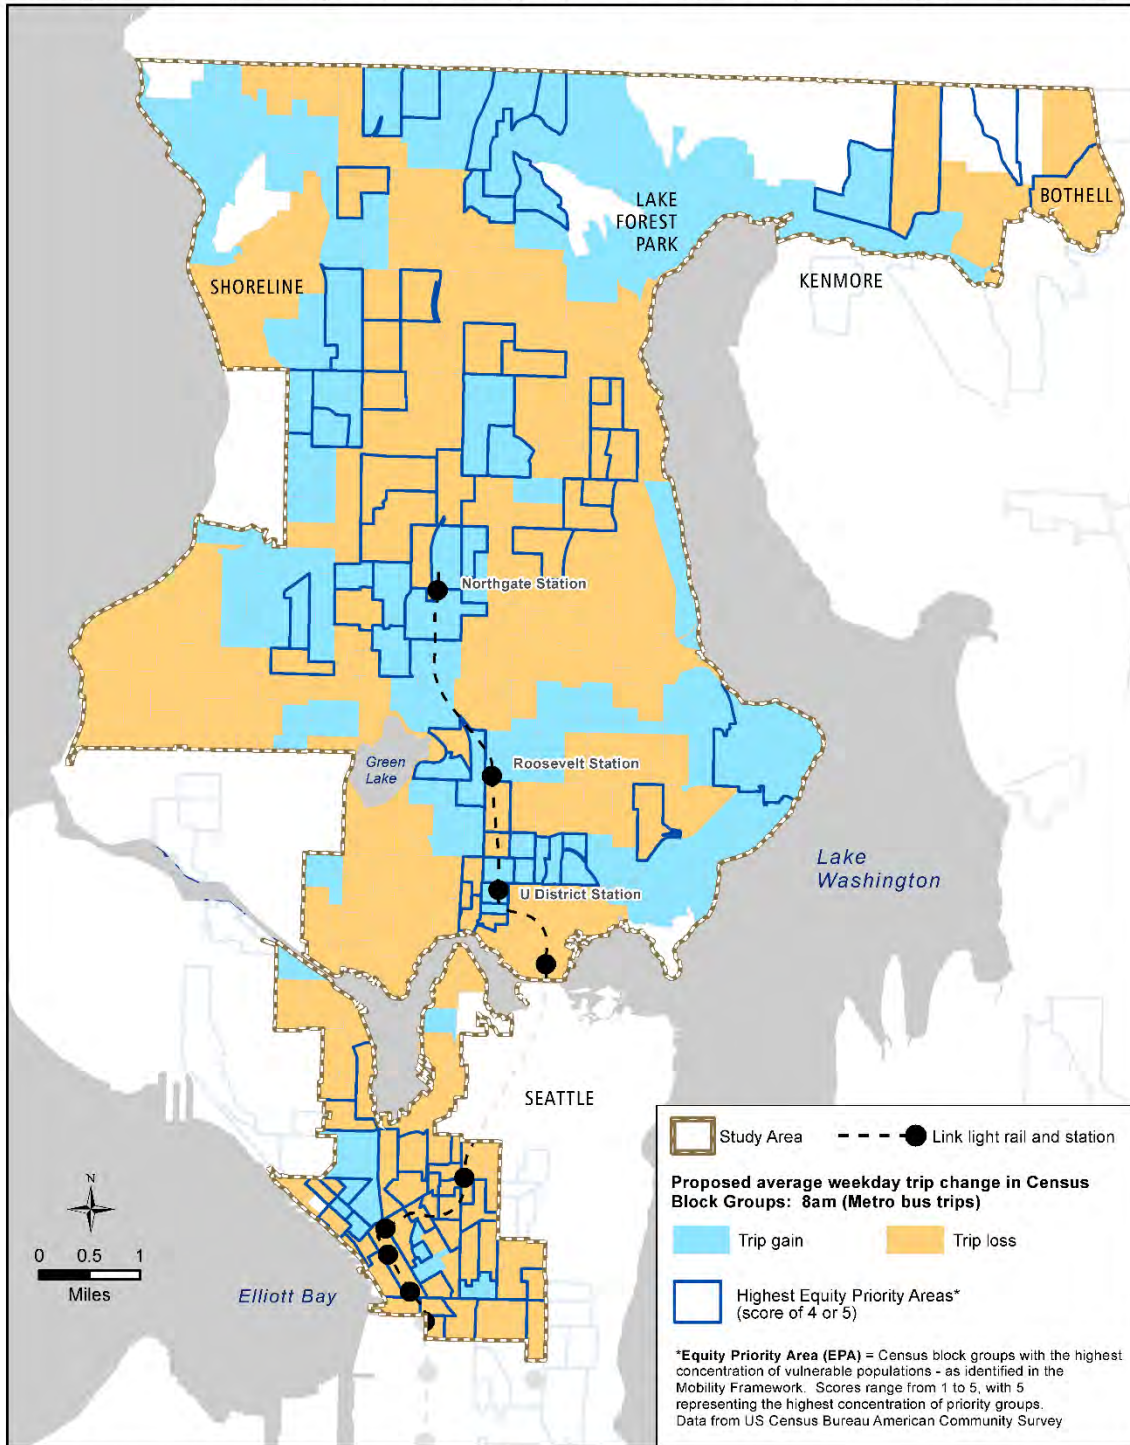 LAKE
FOREST
PARK
BOTHELL
SHORELINE
KENMORE
Northgate Station
Green
Lake
Roosevelt Station
Lake
Washington
U District Station
SEATTLE
N
0 0.5 1
Miles
Elliott Bay
Study Area
Link light rail and station
Proposed average weekday trip change in Census
Block Groups: 8am (Metro bus trips)
Trip gain
Trip loss
Highest Equity Priority Areas*
(score of 4 or 5)
*Equity Priority Area (EPA) = Census block groups with the highest
concentration of vulnerable populations - as identified in the
Mobility Framework. Scores range from 1 to 5, with 5
representing the highest concentration of priority groups.
Data from US Census Bureau American Community Survey